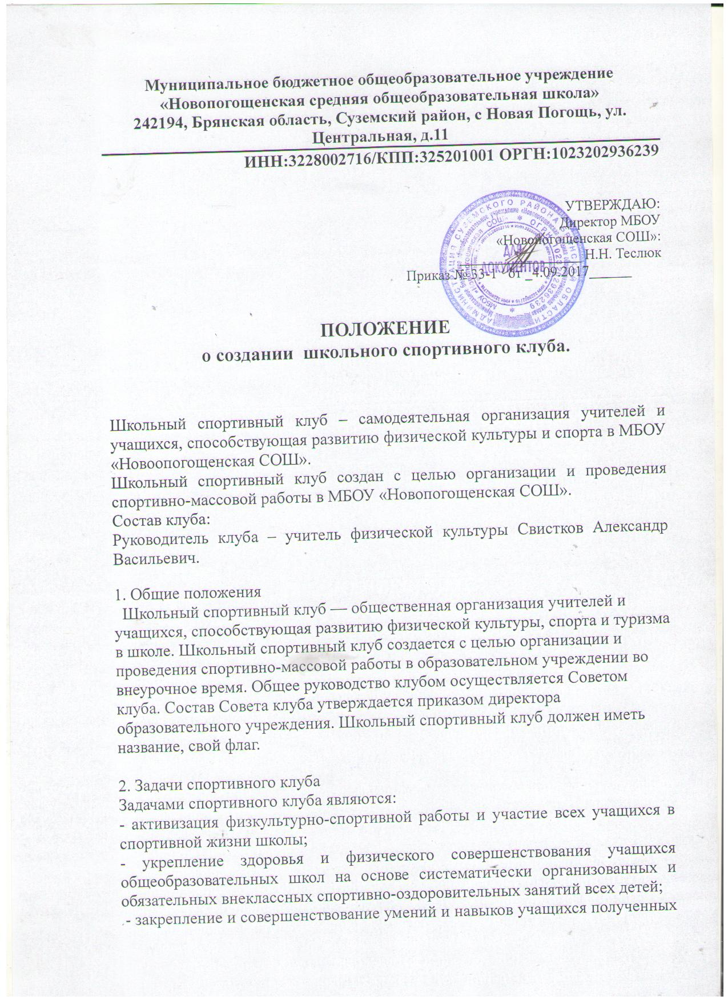 Муниципальное бюджетное общеобразовательное учреждение
«Новопогощенская средняя общеобразовательная школа»
242194, Брянская область, Суземский район, с Новая Погощь, ул.
Центральная, д.11
ИНН:3228002716/КПП:325201001 ОРГН:1023202936239
УТВЕРЖДАЮ:
Директор МБОУ
«Новопогощенская СОШ»:
Н.Н. Теслюк
Приказ № 33-1 от _4.09.2017______
ДЛЯ
ДОКУМЕНТОВ
ПОЛОЖЕНИЕ
о создании школьного спортивного клуба.
Школьный спортивный клуб – самодеятельная организация учителей и
учащихся, способствующая развитию физической культуры и спорта в МБОУ
«Новоопогощенская СОШ».
Школьный спортивный клуб создан с целью организации и проведения
спортивно-массовой работы в МБОУ «Новопогощенская СОШ».
Состав клуба:
Руководитель клуба – учитель физической культуры Свистков Александр
Васильевич.
1. Общие положения
Школьный спортивный клуб — общественная организация учителей и
учащихся, способствующая развитию физической культуры, спорта и туризма
в школе. Школьный спортивный клуб создается с целью организации и
проведения спортивно-массовой работы в образовательном учреждении во
внеурочное время. Общее руководство клубом осуществляется Советом
клуба. Состав Совета клуба утверждается приказом директора
образовательного учреждения. Школьный спортивный клуб должен иметь
название, свой флаг.
2. Задачи спортивного клуба
Задачами спортивного клуба являются:
- активизация физкультурно-спортивной работы и участие всех учащихся в
спортивной жизни школы;
- укрепление здоровья и физического совершенствования учащихся
общеобразовательных школ на основе систематически организованных и
обязательных внеклассных спортивно-оздоровительных занятий всех детей;
- закрепление и совершенствование умений и навыков учащихся полученных